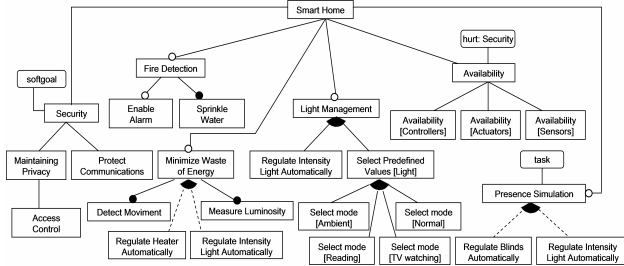 Smart Home
hurt: Security
Fire Detection
Availability
softgoal
Enable
Alarm
Sprinkle
Water
Light Management
Security
Availability
[Controllers]
Availability
[Actuators]
Availability
[Sensors]
Maintaining
Privacy
Protect
Communications
Minimize Waste
of Energy
Regulate Intensity
Light Automatically
Select Predefined
Values [Light]
task
Presence Simulation
Access
Control
Detect Moviment
Measure Luminosity
Select mode
[Ambient]
Select mode
[Normal]
Regulate Heater
Automatically
Regulate Intensity
Light Automatically
Select mode
[Reading]
Select mode
[TV watching]
Regulate Blinds
Automatically
Regulate Intensity
Light Automatically